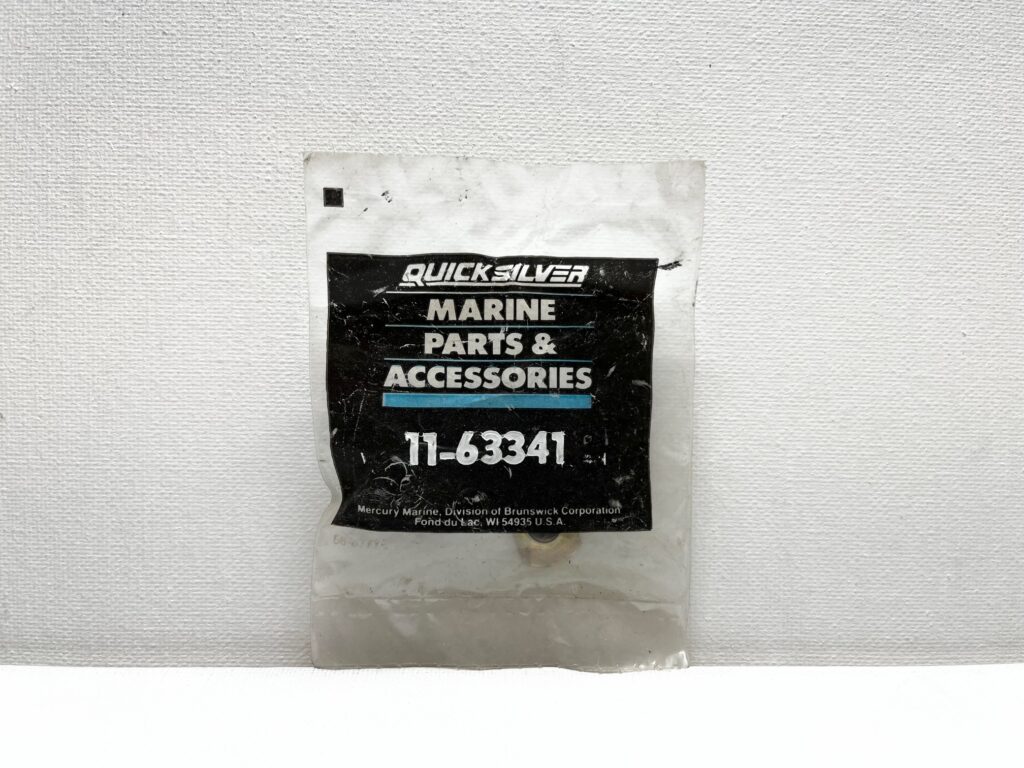 QUICKSILVER
MARINE
PARTS &
ACCESSORIES
11-63341
Mercury Marine, Division of Brunswick Corporation
Fond du Lac, WI 54935 U.S.A.